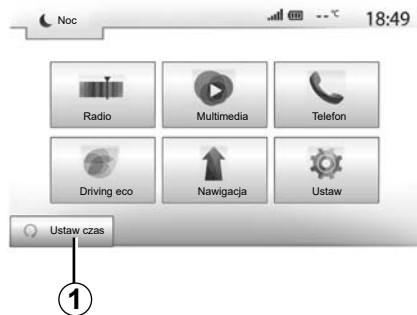 Noc
--°C
18:49
Radio
Multimedia
Telefon
Driving eco
Nawigacja
Ustaw
Ustaw czas
1